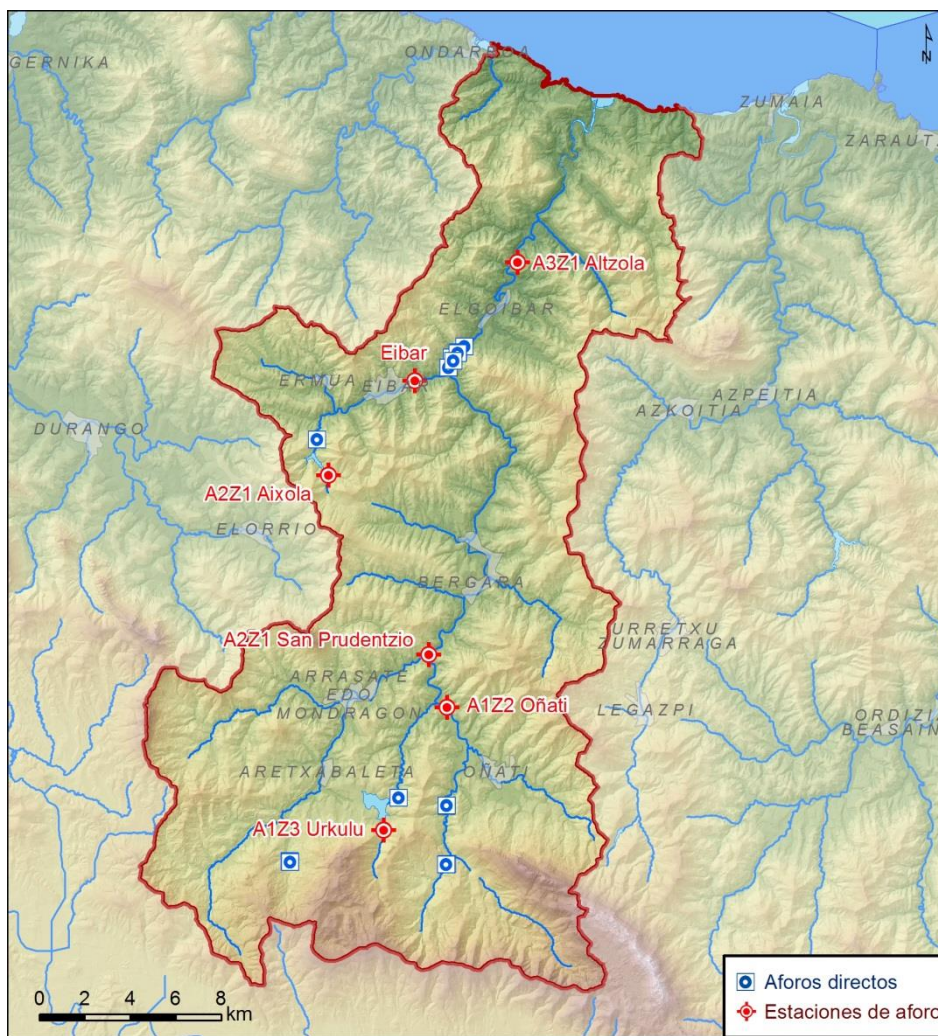 ONDARROA
GERNIKA
N
ZUMAIA
ZARAUT
A3Z1 Altzola
ELGOIBAR
Eibar
ERMUA
EIBAR
AZPEITIA
AZKOITIA
DURANGO
A2Z1 Aixola
ELORRIO
BERGARA
A2Z1 San Prudentzio
URRETXU
ZUMARRAGA
ARRASATE
EDO
MONDRAGON
A1Z2 Oñati
LEGAZPI
ORDIZIA
BEASAIN
ARETXABALETA
OÑATI
A1Z3 Urkulu
Aforos directos
Estaciones de aforo
0 2 4 6 8
km